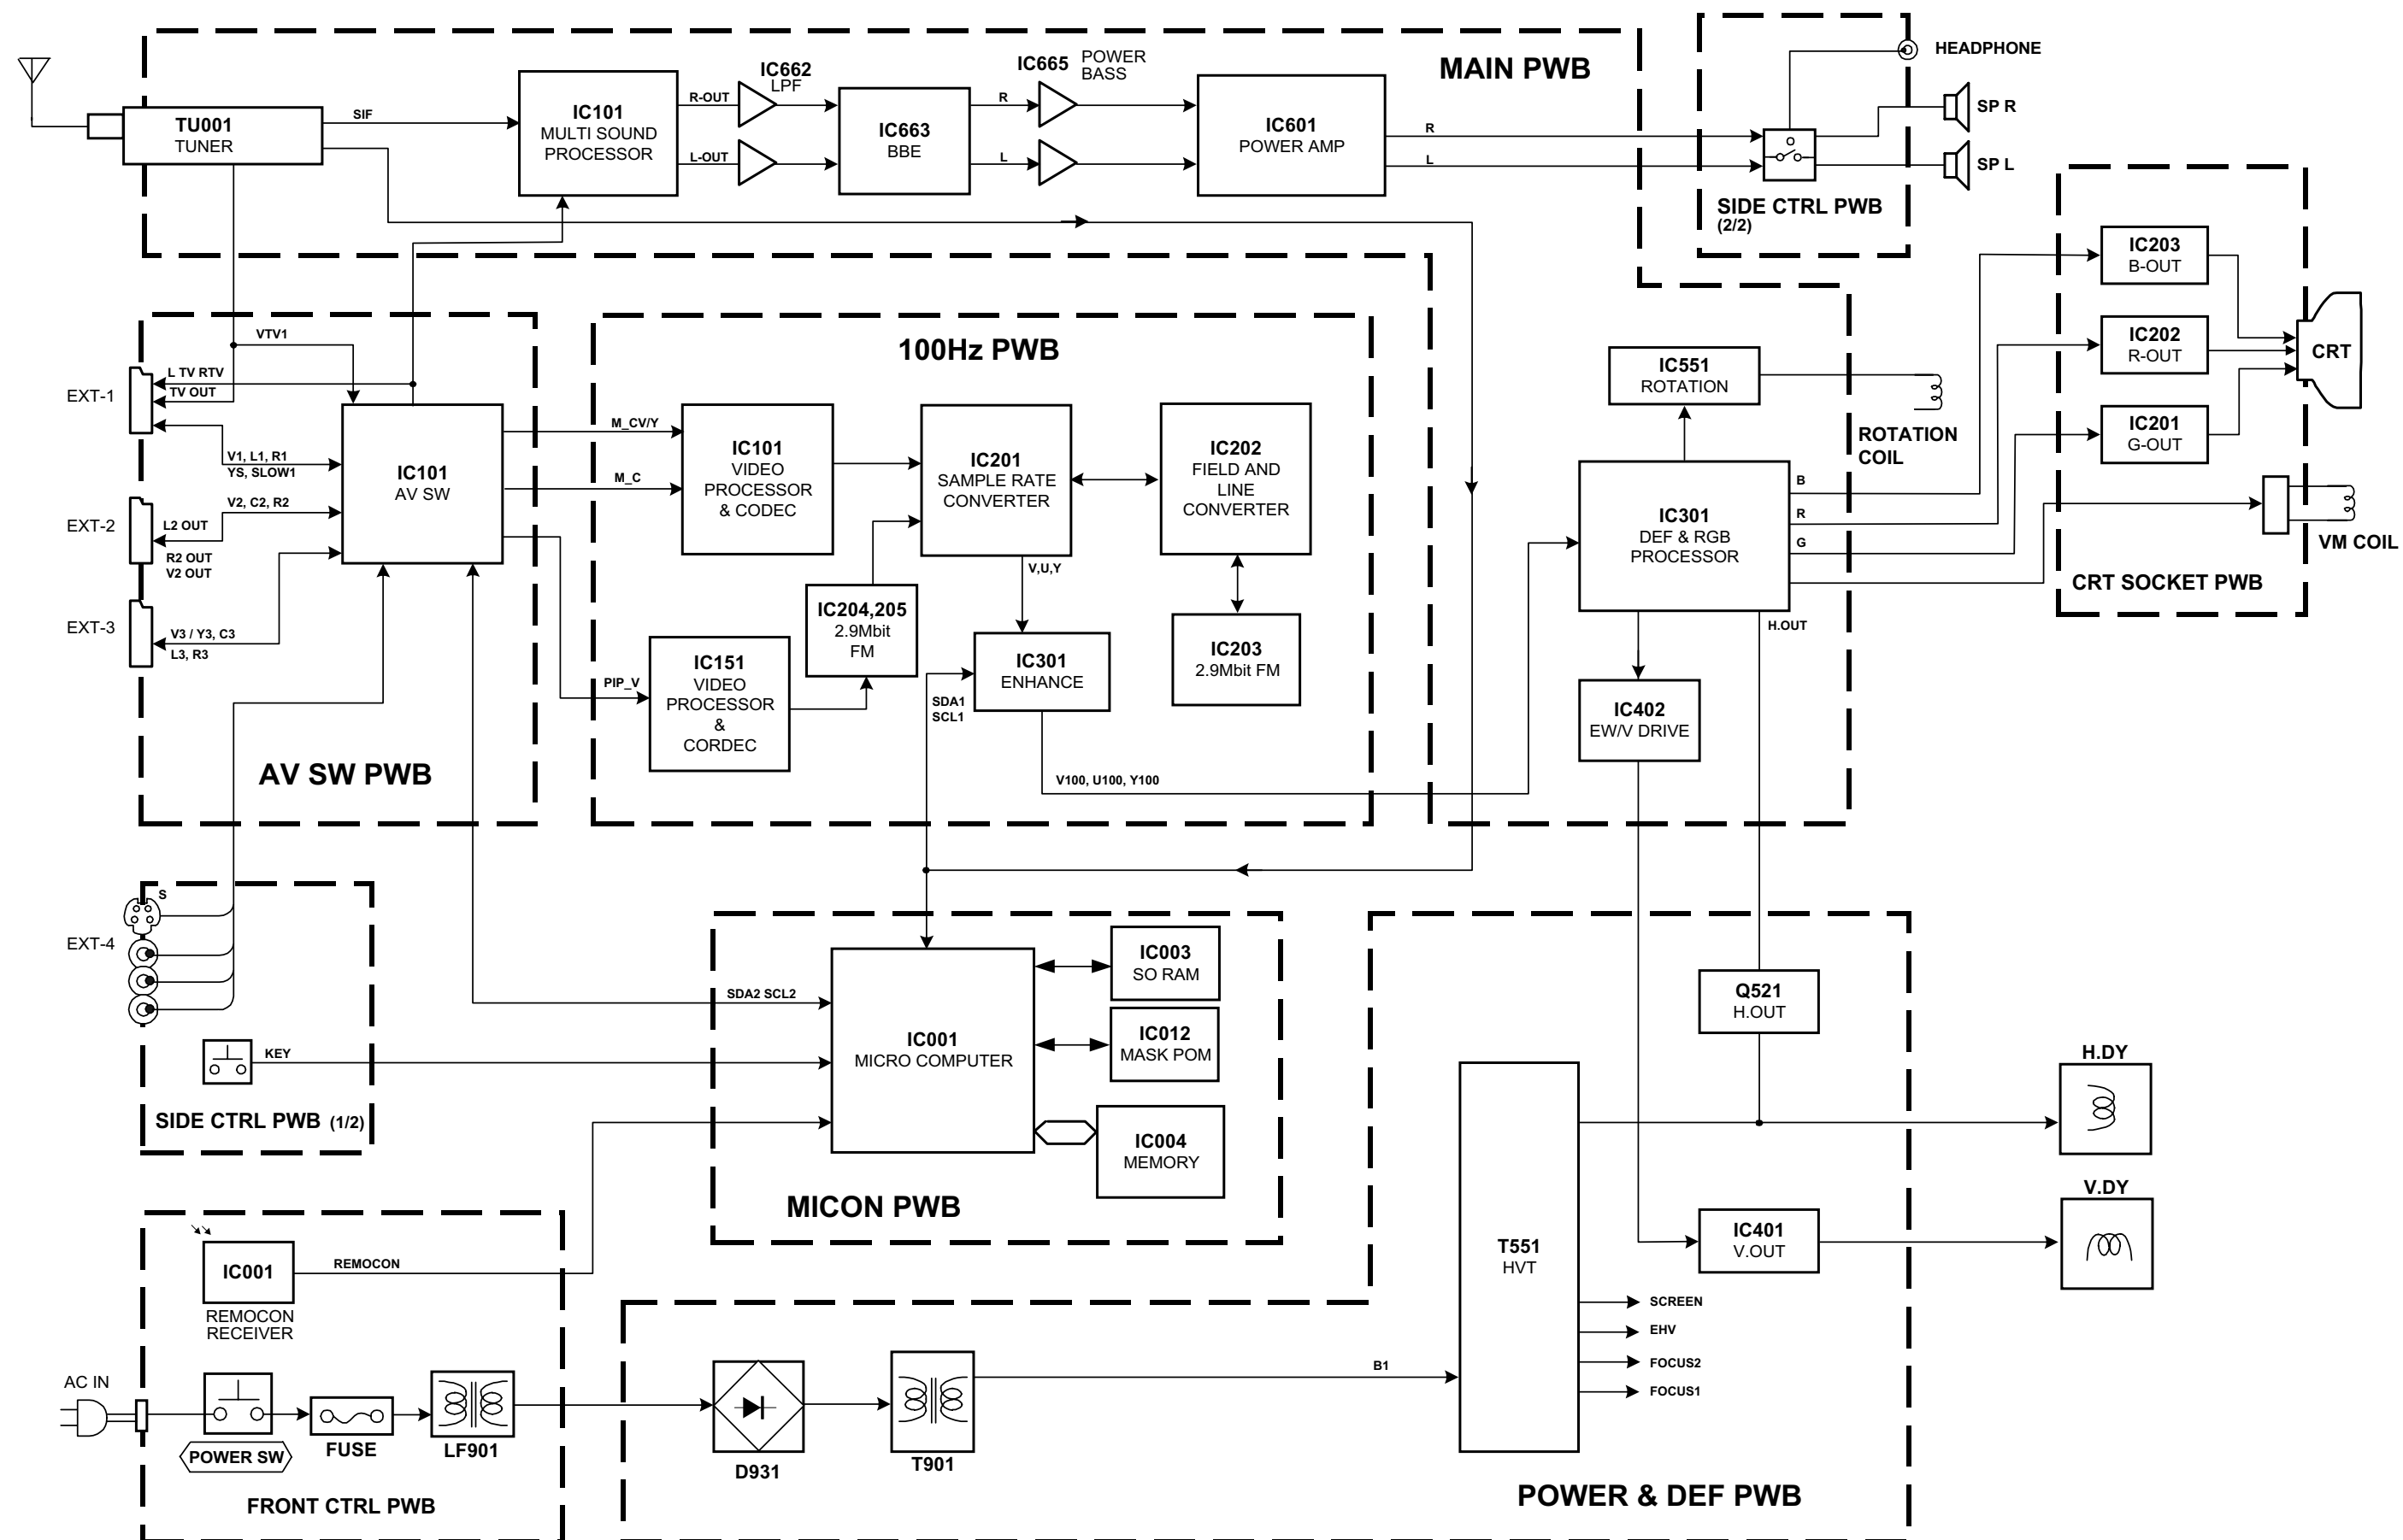 MAIN PWB
TU001
TUNER
SIF
IC101
MULTI SOUND
PROCESSOR
R-OUT
L-OUT
IC662
LPF
IC663
BBE
R
L
IC665
POWER
BASS
IC601
POWER AMP
R
L
HEADPHONE
SP R
SP L
SIDE CTRL PWB
(2/2)
IC203
B-OUT
IC202
R-OUT
IC201
G-OUT
CRT
VM COIL
CRT SOCKET PWB
VTV1
L TV RTV
TV OUT
EXT-1
V1, L1, R1
YS, SLOW1
EXT-2
L2 OUT
V2, C2, R2
R2 OUT
V2 OUT
EXT-3
V3 / Y3, C3
L3, R3
IC101
AV SW
AV SW PWB
100Hz PWB
M_CV/Y
M_C
PIP_V
IC101
VIDEO
PROCESSOR
& CODEC
IC201
SAMPLE RATE
CONVERTER
IC202
FIELD AND
LINE
CONVERTER
IC204,205
2.9Mbit
FM
V,U,Y
IC151
VIDEO
PROCESSOR
&
CORDEC
IC301
ENHANCE
IC203
2.9Mbit FM
SDA1
SCL1
V100, U100, Y100
IC551
ROTATION
ROTATION
COIL
IC301
DEF & RGB
PROCESSOR
B
R
G
H.OUT
IC402
EW/V DRIVE
S
EXT-4
KEY
SIDE CTRL PWB (1/2)
SDA2 SCL2
IC001
MICRO COMPUTER
IC003
SO RAM
IC012
MASK POM
IC004
MEMORY
MICON PWB
IC001
REMOCON
REMOCON
RECEIVER
AC IN
POWER SW
FUSE
LF901
FRONT CTRL PWB
D931
T901
B1
T551
HVT
Q521
H.OUT
IC401
V.OUT
H.DY
V.DY
SCREEN
EHV
FOCUS2
FOCUS1
POWER & DEF PWB